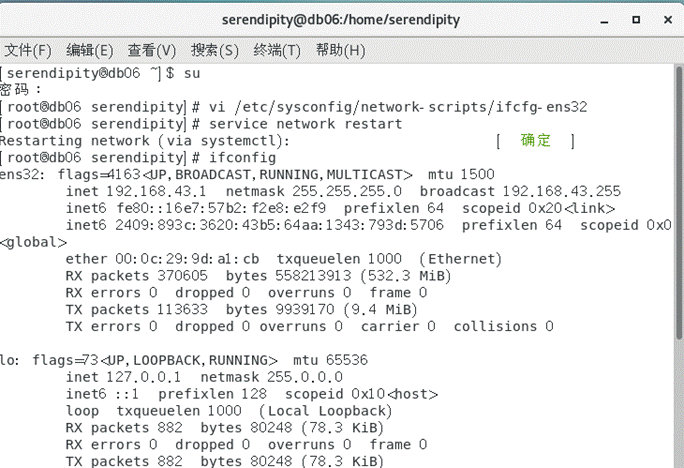 serendipity@db06:/home/serendipity
文件(F) 编辑(E) 查看(V) 搜索(S) 终端(T) 帮助(H)
[serendipity@db06 ~]$ su
密码：
[root@db06 serendipity]# vi /etc/sysconfig/network-scripts/ifcfg-ens32
[root@db06 serendipity]# service network restart
Restarting network (via systemctl): [ 确定 ]
[root@db06 serendipity]# ifconfig
ens32: flags=4163<UP,BROADCAST,RUNNING,MULTICAST> mtu 1500
inet 192.168.43.1 netmask 255.255.255.0 broadcast 192.168.43.255
inet6 fe80::16e7:57b2:f2e8:e2f9 prefixlen 64 scopeid 0x20<link>
inet6 2409:893c:3620:43b5:64aa:1343:793d:5706 prefixlen 64 scopeid 0x0
<global>
ether 00:0c:29:9d:a1:cb txqueuelen 1000 (Ethernet)
RX packets 370605 bytes 558213913 (532.3 MiB)
RX errors 0 dropped 0 overruns 0 frame 0
TX packets 113633 bytes 9939170 (9.4 MiB)
TX errors 0 dropped 0 overruns 0 carrier 0 collisions 0
lo: flags=73<UP,LOOPBACK,RUNNING> mtu 65536
inet 127.0.0.1 netmask 255.0.0.0
inet6 ::1 prefixlen 128 scopeid 0x10<host>
loop txqueuelen 1000 (Local Loopback)
RX packets 882 bytes 80248 (78.3 KiB)
RX errors 0 dropped 0 overruns 0 frame 0
TX packets 882 bytes 80248 (78.3 KiB)